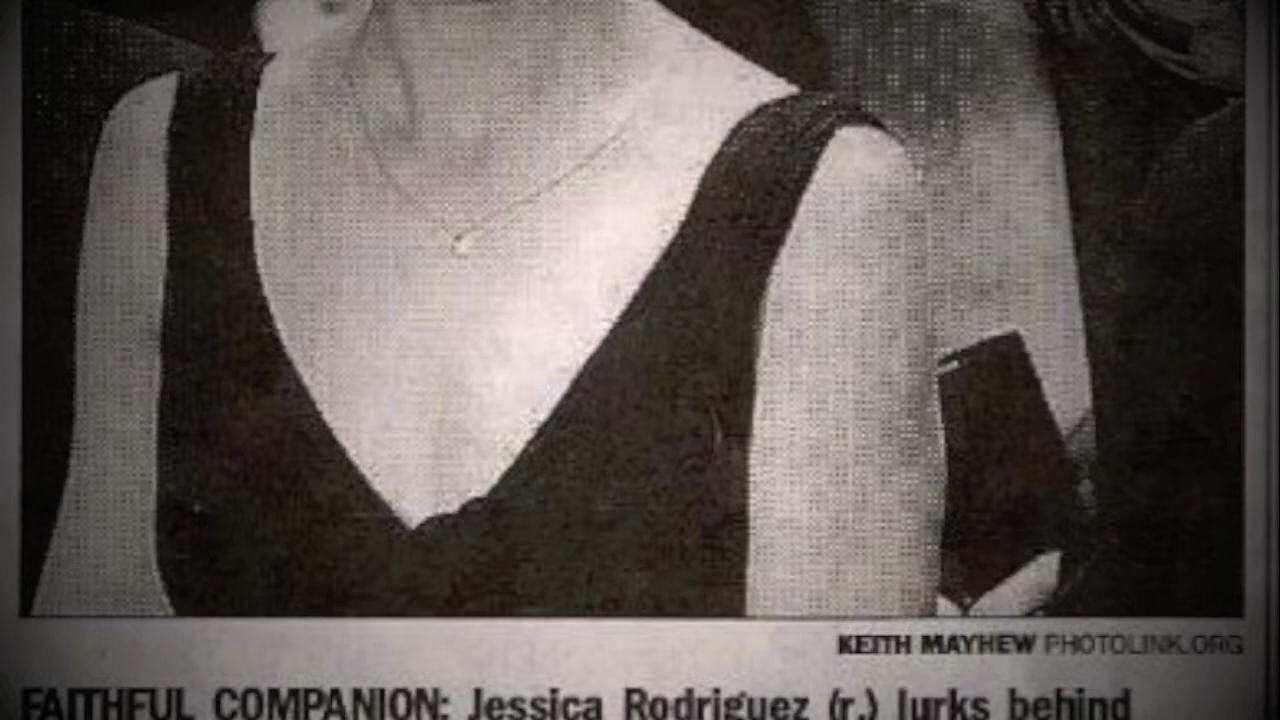 KEITH MAYHEW PHOTOLINK.ORG
FAITHFUL COMPANION: Jessica Rodriguez (r.) lurks behind